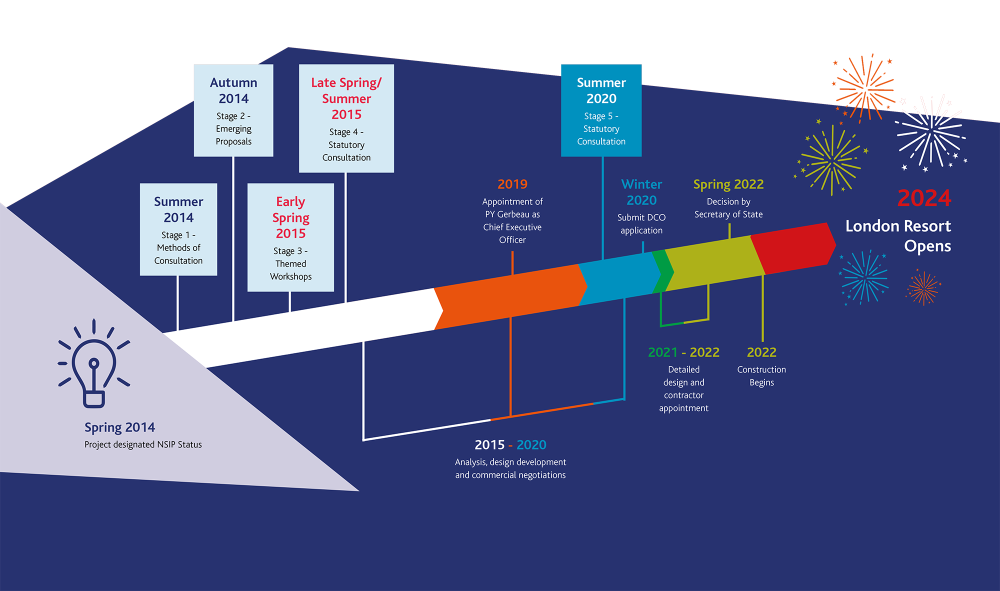 Autumn
2014
Stage 2 -
Emerging
Proposals
Late Spring/
Summer
2015
Stage 4 -
Statutory
Consultation
Summer
2020
Stage 5 -
Statutory
Consultation
Summer
2014
Stage 1 -
Methods of
Consultation
Early
Spring
2015
Stage 3 -
Themed
Workshops
2019
Appointment of
PY Gerbeau as
Chief Executive
Officer
Winter
2020
Submit DCO
application
Spring 2022
Decision by
Secretary of State
2024
London Resort
Opens
Spring 2014
Project designated NSIP Status
2015 - 2020
Analysis, design development
and commercial negotiations
2021 - 2022
Detailed
design and
contractor
appointment
2022
Construction
Begins